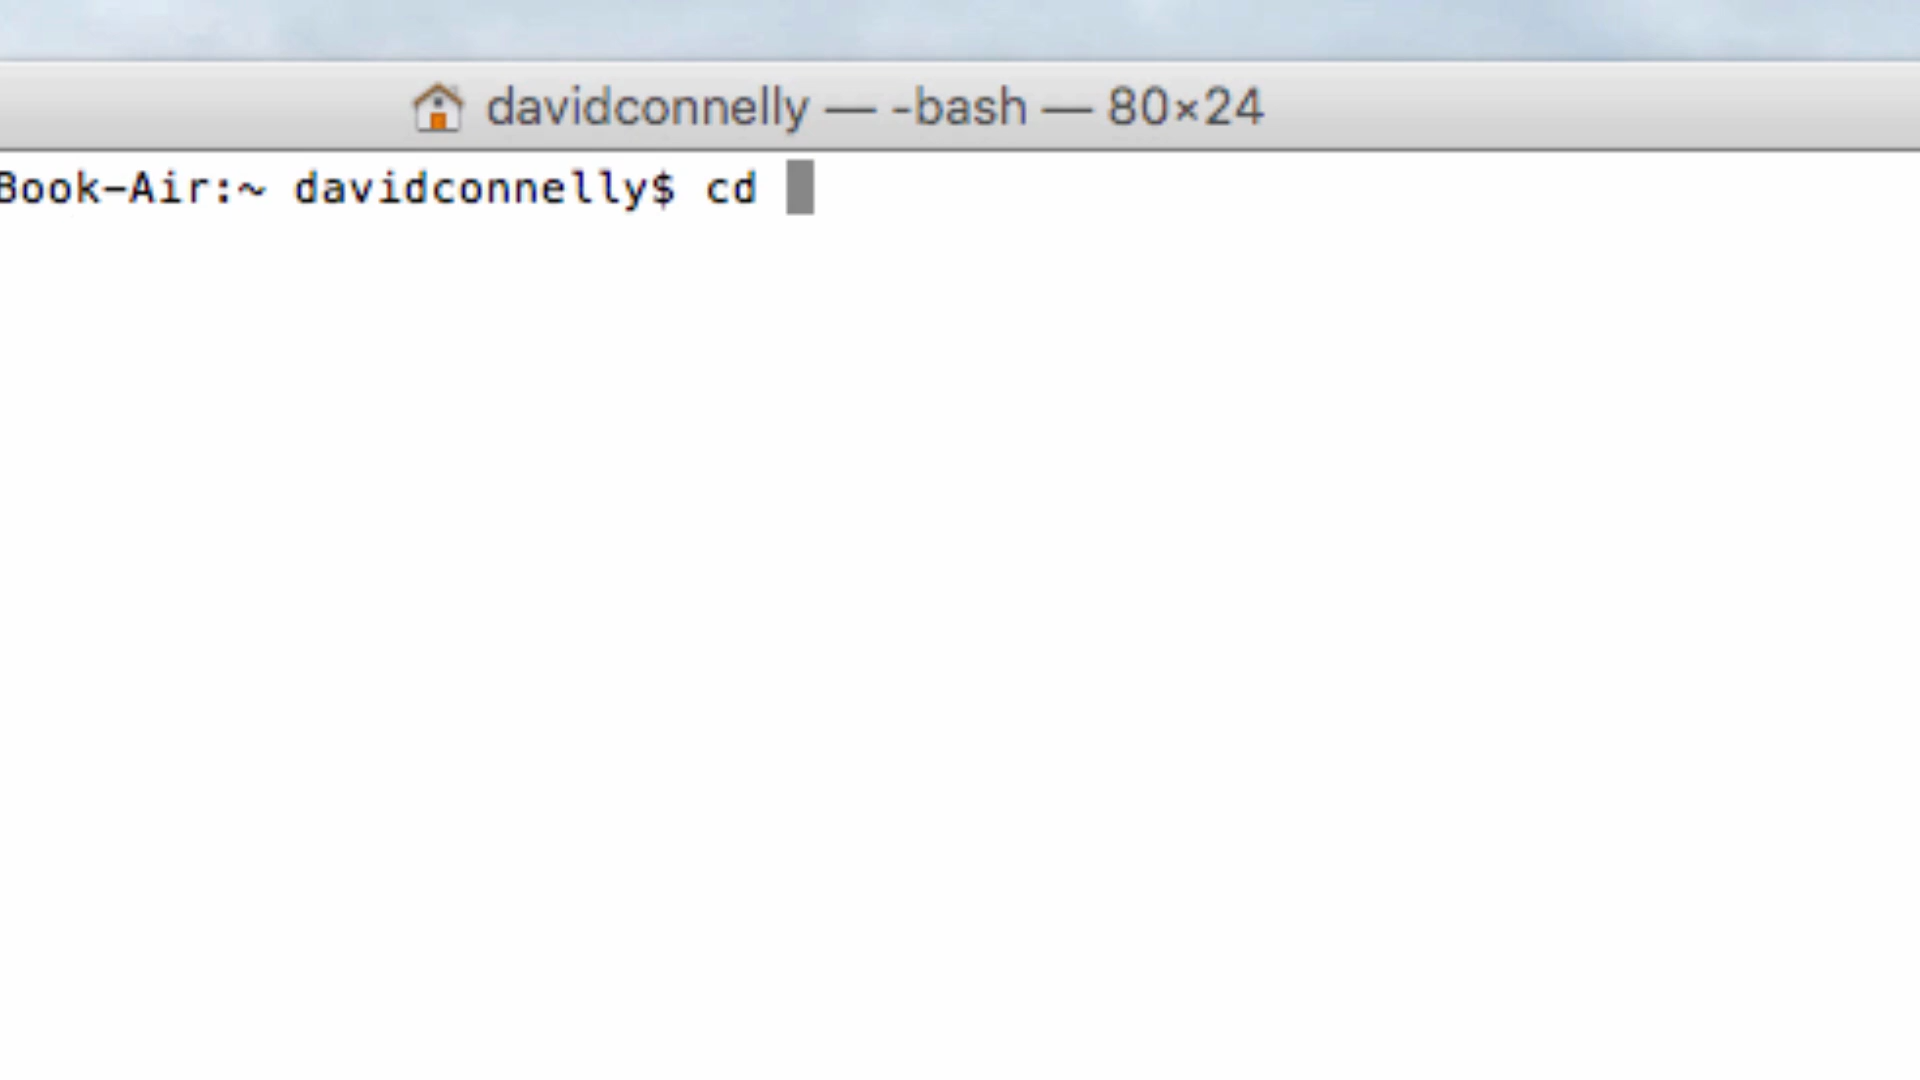 davidconnelly — -bash — 80×24
Book-Air:~ davidconnelly$ cd